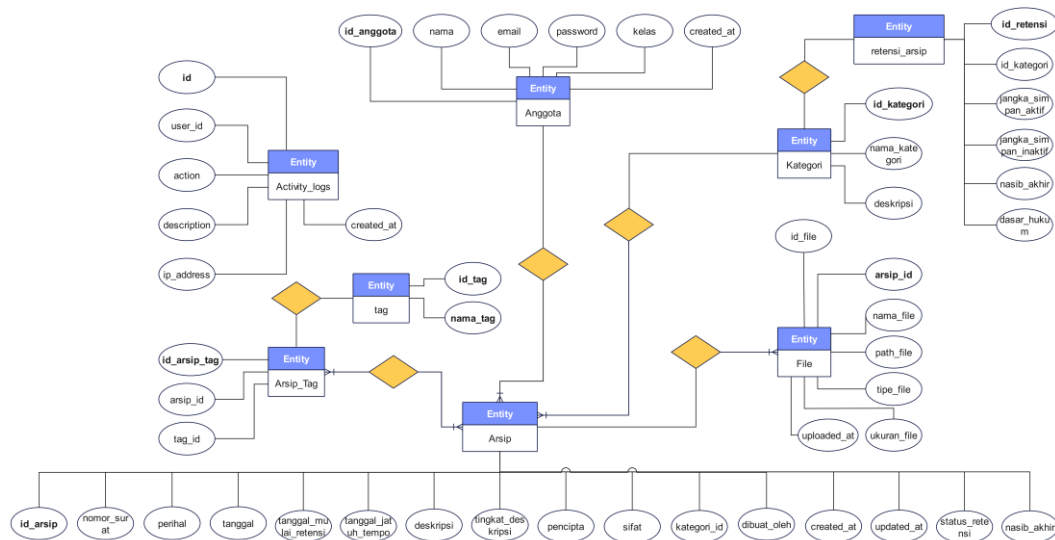 id_anggota
nama
email
password
kelas
created_at
Entity
Anggota
Entity
retensi_arsip
id_retensi
id_kategori
jangka_sim
pan_aktif
jangka_sim
pan_inaktif
nasib_akhir
dasar_huku
m
id
user_id
action
description
ip_address
created_at
Entity
Activity_logs
Entity
Kategori
id_kategori
nama_kate
gori
deskripsi
Entity
tag
id_tag
nama_tag
id_file
arsip_id
nama_file
path_file
tipe_file
ukuran_file
uploaded_at
Entity
File
id_arsip_tag
arsip_id
tag_id
Entity
Arsip_Tag
Entity
Arsip
id_arsip
nomor_sur
at
perihal
tanggal
tanggal_mu
lai_retensi
tanggal_jat
uh_tempo
deskripsi
tingkat_des
kripsi
pencipta
sifat
kategori_id
dibuat_oleh
created_at
updated_at
status_rete
nsi
nasib_akhir